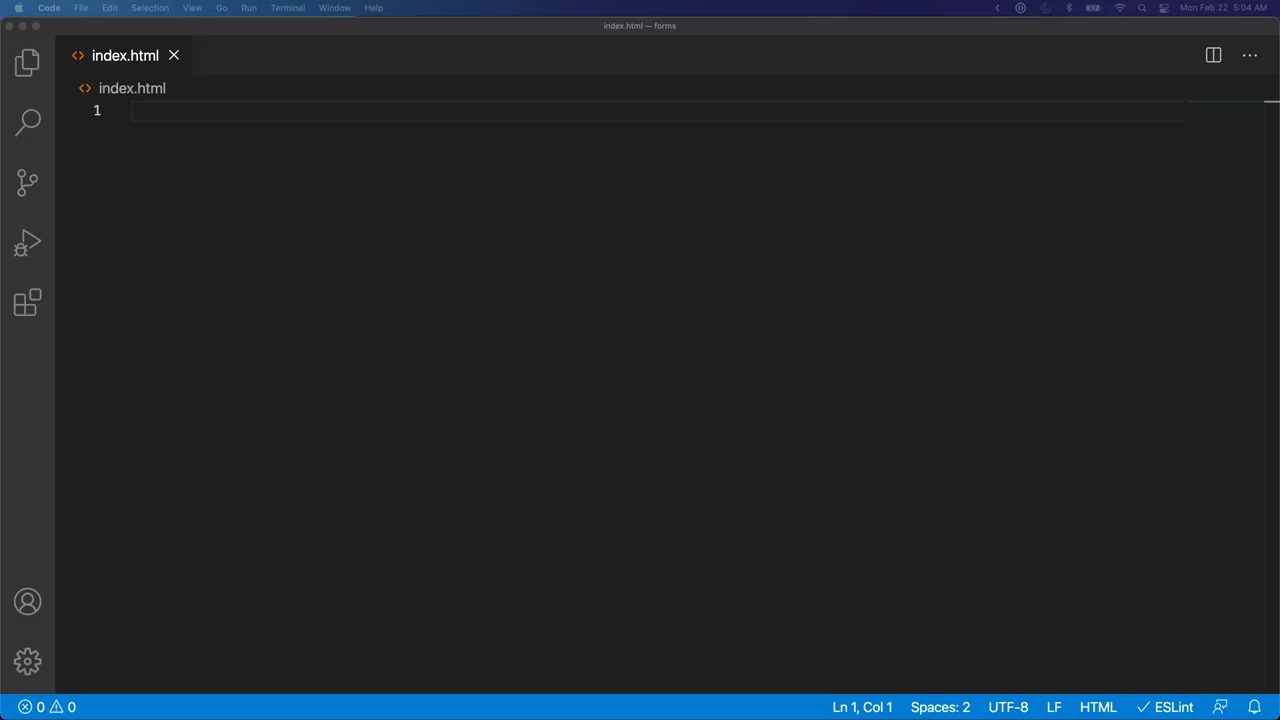 Code File Edit Selection View Go Run Terminal Window Help Mon Feb 22 5:04 AM
index.html — forms
index.html
index.html
1
0 0 Ln 1, Col 1 Spaces: 2 UTF-8 LF HTML ESLint